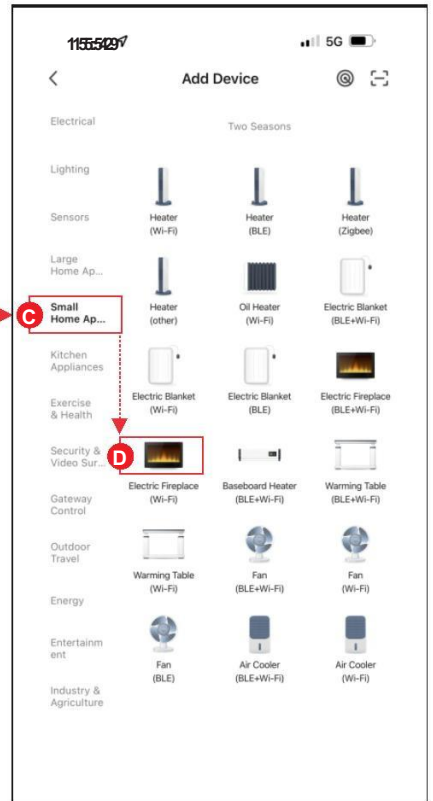 5G
Add Device
Electrical
Two Seasons
Lighting
Sensors
Heater
(Wi-Fi)
Heater
(BLE)
Heater
(Zigbee)
Large
Home Ap...
C
Small
Home Ap...
Heater
(other)
Oil Heater
(Wi-Fi)
Electric Blanket
(BLE+Wi-Fi)
Kitchen
Appliances
Electric Blanket
(Wi-Fi)
Electric Blanket
(BLE)
Electric Fireplace
(BLE+Wi-Fi)
Exercise
& Health
Security &
Video Sur...
D
Electric Fireplace
(Wi-Fi)
Baseboard Heater
(BLE+Wi-Fi)
Warming Table
(BLE+Wi-Fi)
Gateway
Control
Outdoor
Travel
Warming Table
(Wi-Fi)
Fan
(BLE+Wi-Fi)
Fan
(Wi-Fi)
Energy
Entertainm
ent
Fan
(BLE)
Air Cooler
(BLE+Wi-Fi)
Air Cooler
(Wi-Fi)
Industry &
Agriculture